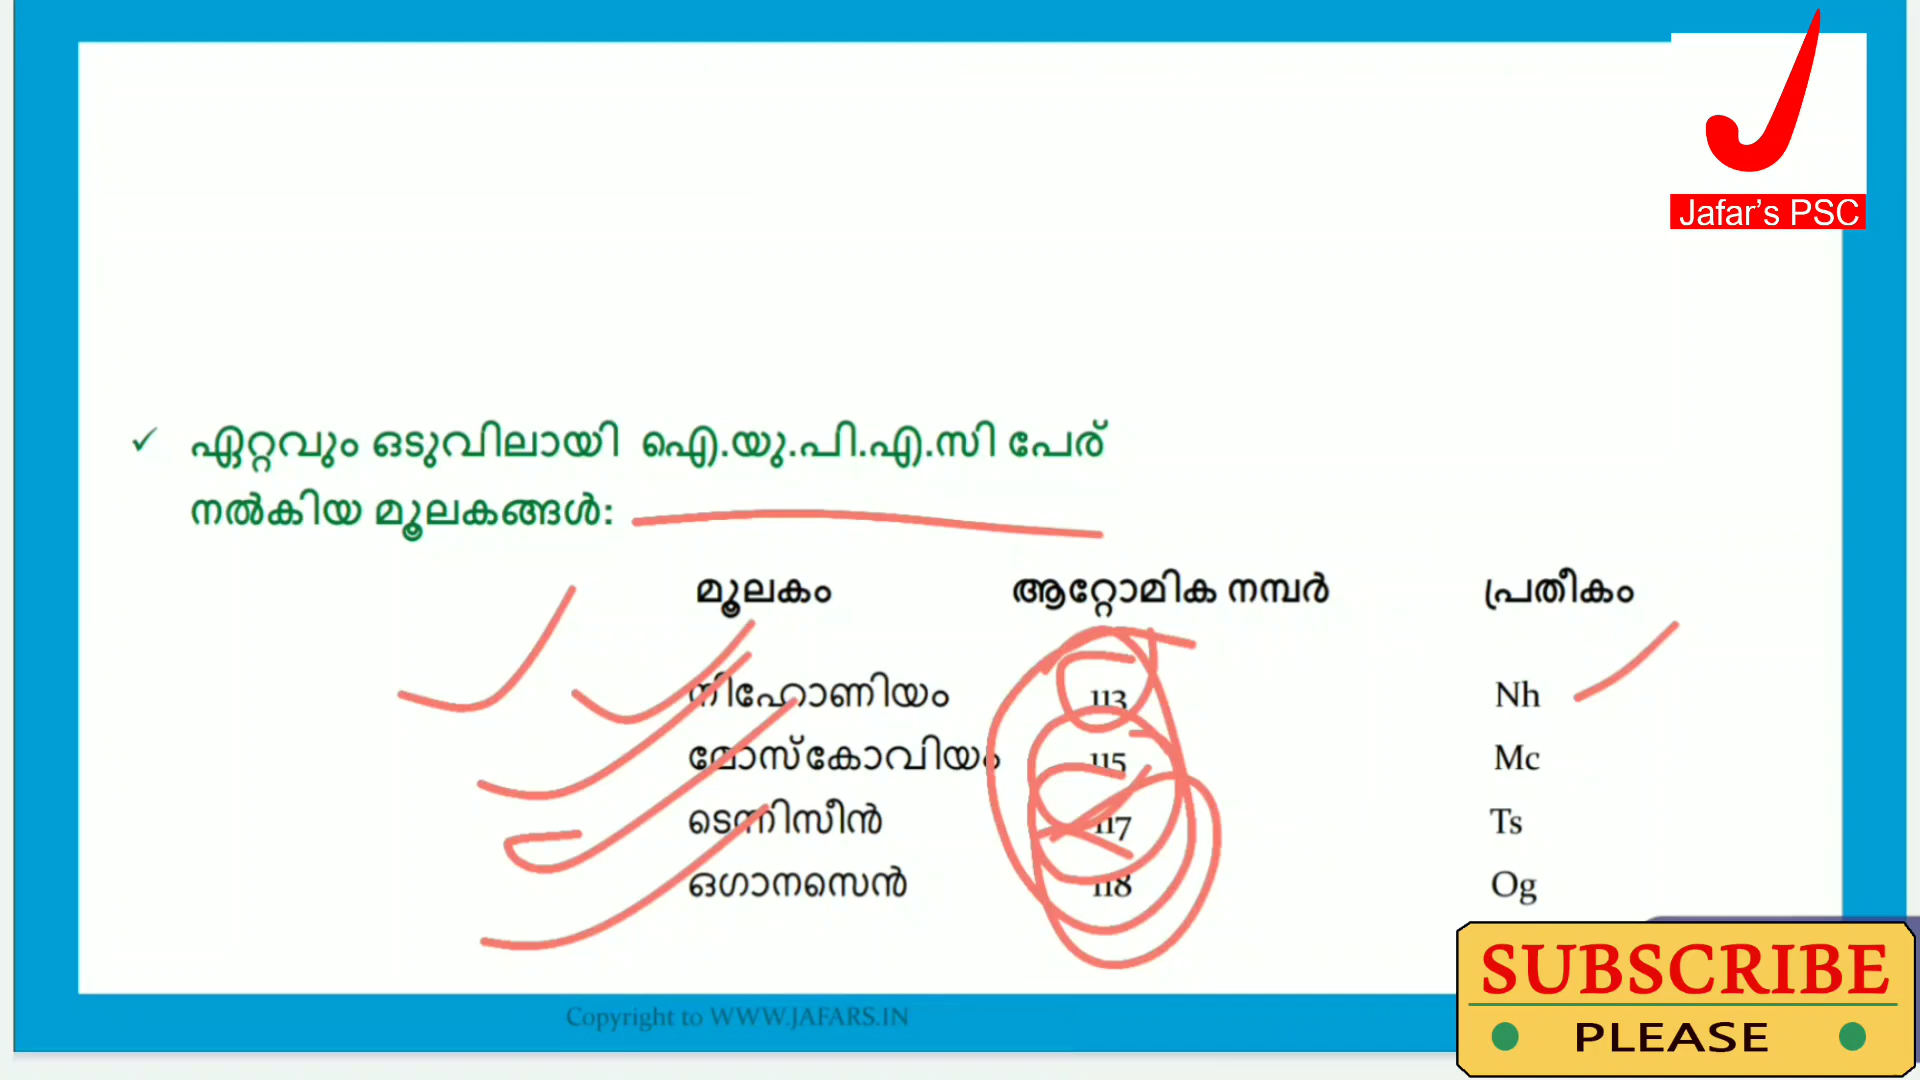 Jafar's PSC
✓ ഏറ്റവും ഒടുവിലായി ഐ.യു.പി.എ.സി പേര്
നൽകിയ മൂലകങ്ങൾ:
മൂലകം ആറ്റോമിക നമ്പർ പ്രതീകം
നിഹോണിയം 113 Nh
മോസ്കോവിയം 115 Mc
ടെന്നിസീൻ 117 Ts
ഒഗാനസെൻ 118 Og
SUBSCRIBE
PLEASE
Copyright to WWW.JAFARS.IN